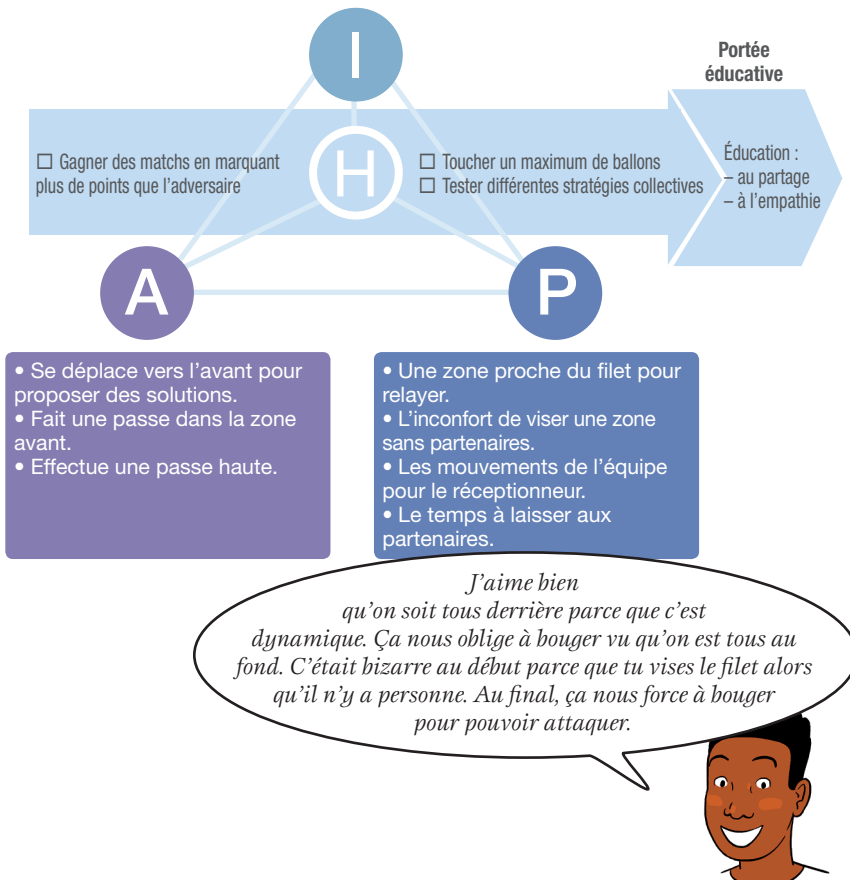 I
Portée
éducative
☐ Gagner des matchs en marquant
plus de points que l'adversaire
H
☐ Toucher un maximum de ballons
☐ Tester différentes stratégies collectives
Éducation :
– au partage
– à l'empathie
A
P
• Se déplace vers l'avant pour
proposer des solutions.
• Fait une passe dans la zone
avant.
• Effectue une passe haute.
• Une zone proche du filet pour
relayer.
• L'inconfort de viser une zone
sans partenaires.
• Les mouvements de l'équipe
pour le réceptionneur.
• Le temps à laisser aux
partenaires.
J'aime bien
qu'on soit tous derrière parce que c'est
dynamique. Ça nous oblige à bouger vu qu'on est tous au
fond. C'était bizarre au début parce que tu vises le filet alors
qu'il n'y a personne. Au final, ça nous force à bouger
pour pouvoir attaquer.